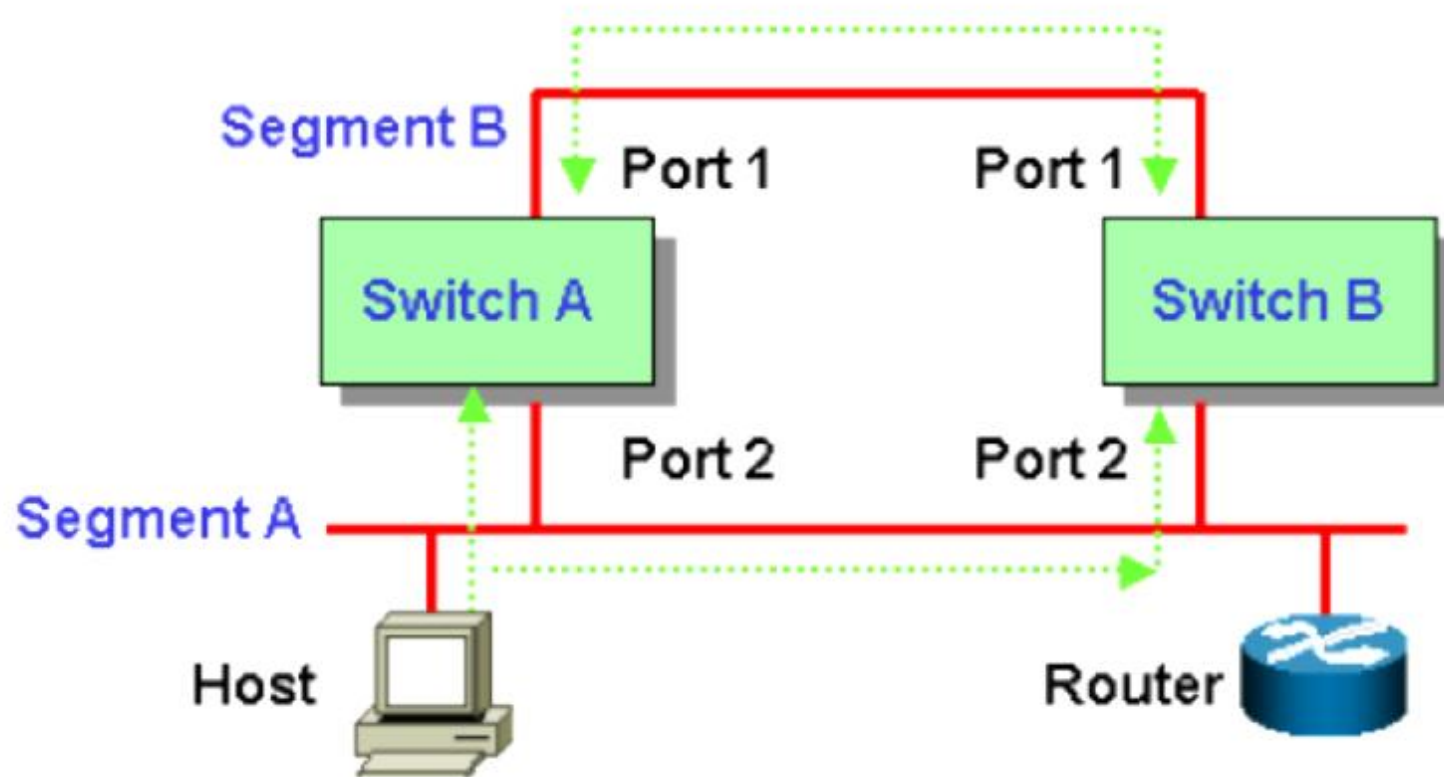 Segment B
Port 1
Port 1
Switch A
Switch B
Port 2
Port 2
Segment A
Host
Router